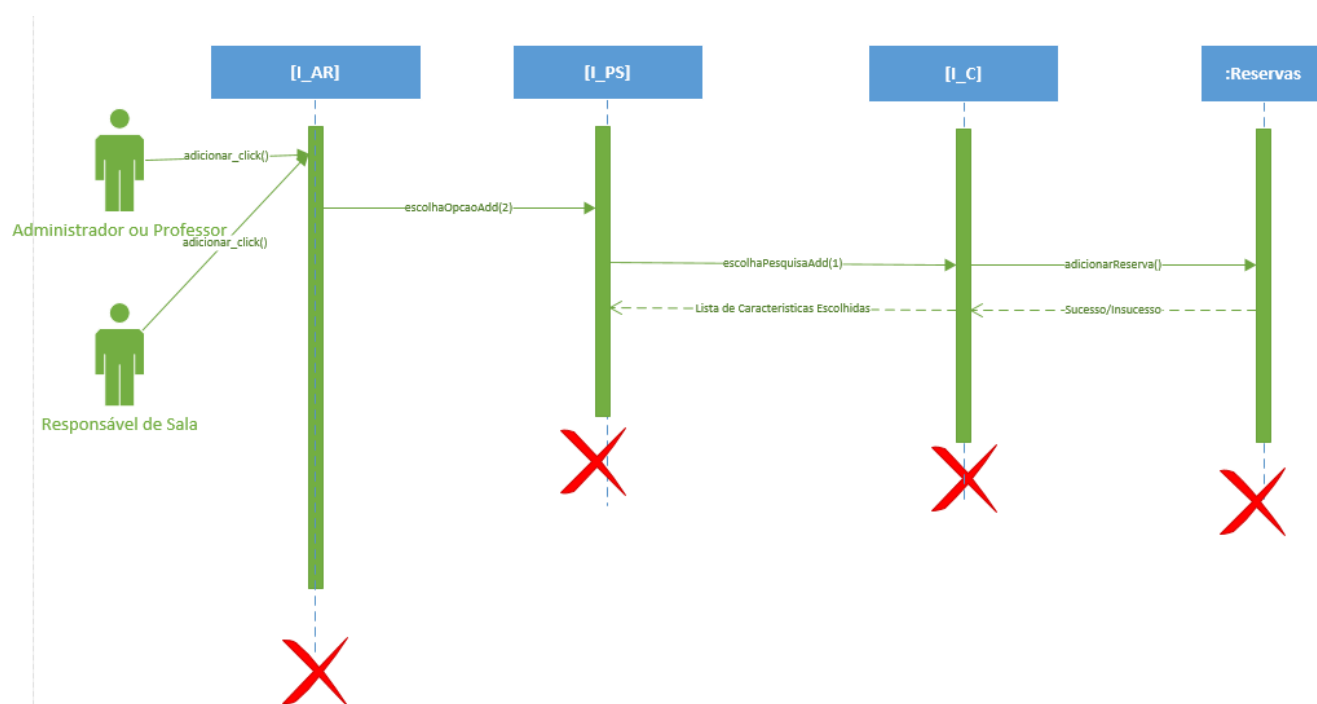 [I_AR]
[I_PS]
[I_C]
:Reservas
adicionar_click()
escolhaOpcaoAdd(2)
Administrador ou Professor
adicionar_click()
escolhaPesquisaAdd(1)
adicionarReserva()
Lista de Caracteristicas Escolhidas
Sucesso/Insucesso
Responsável de Sala